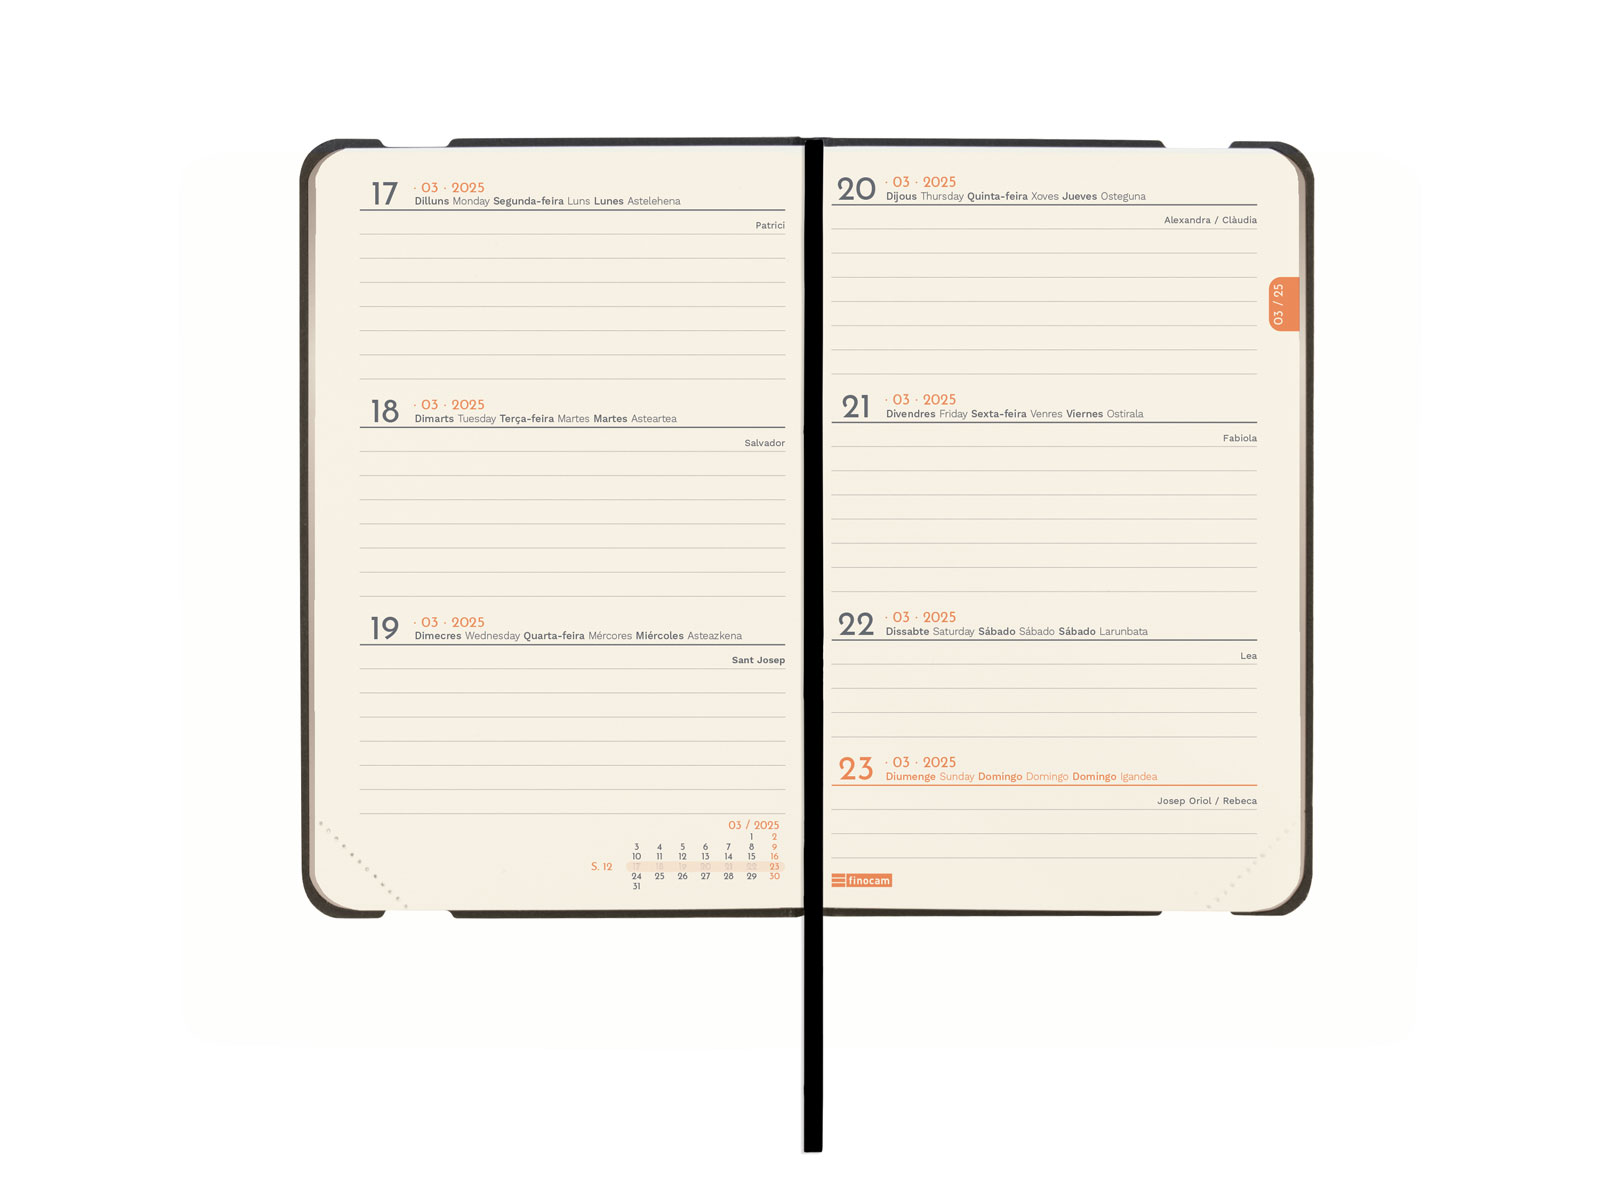 17 · 03 · 2025
Dilluns Monday Segunda-feira Luns Lunes Astelehena
Patrici
18 · 03 · 2025
Dimarts Tuesday Terça-feira Martes Martes Asteartea
Salvador
19 · 03 · 2025
Dimecres Wednesday Quarta-feira Mércores Miércoles Asteazkena
Sant Josep
03 / 2025
1 2
3 4 5 6 7 8 9
10 11 12 13 14 15 16
S. 12 17 18 19 20 21 22 23
24 25 26 27 28 29 30
31
20 · 03 · 2025
Dijous Thursday Quinta-feira Xoves Jueves Osteguna
Alexandra / Clàudia
03 / 25
21 · 03 · 2025
Divendres Friday Sexta-feira Venres Viernes Ostirala
Fabiola
22 · 03 · 2025
Dissabte Saturday Sábado Sábado Sábado Larunbata
Lea
23 · 03 · 2025
Diumenge Sunday Domingo Domingo Domingo Igandea
Josep Oriol / Rebeca
finocam